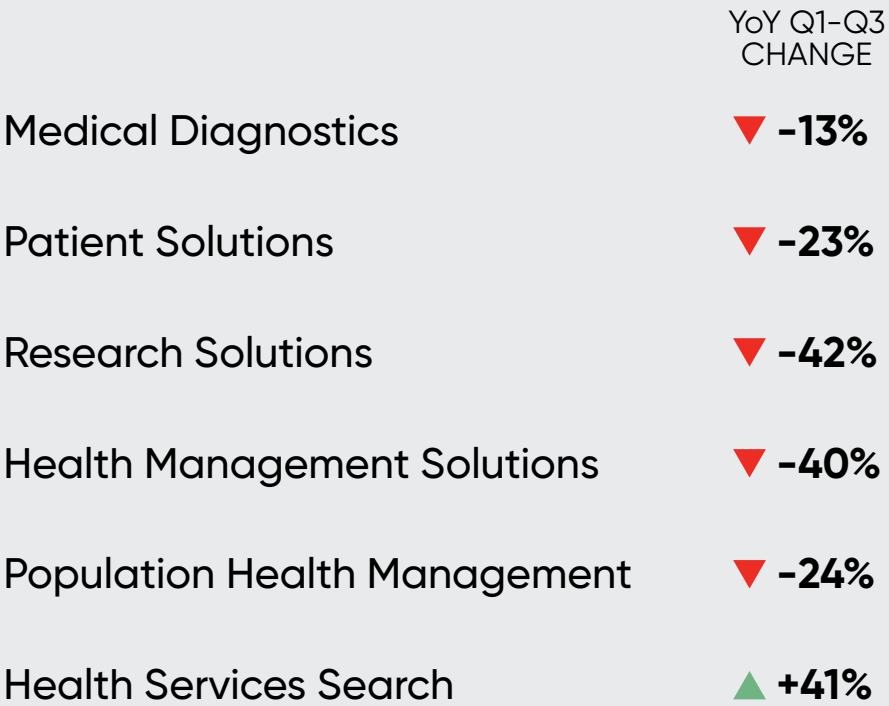 YoY Q1-Q3
CHANGE
Medical Diagnostics ▼ -13%
Patient Solutions ▼ -23%
Research Solutions ▼ -42%
Health Management Solutions ▼ -40%
Population Health Management ▼ -24%
Health Services Search ▲ +41%